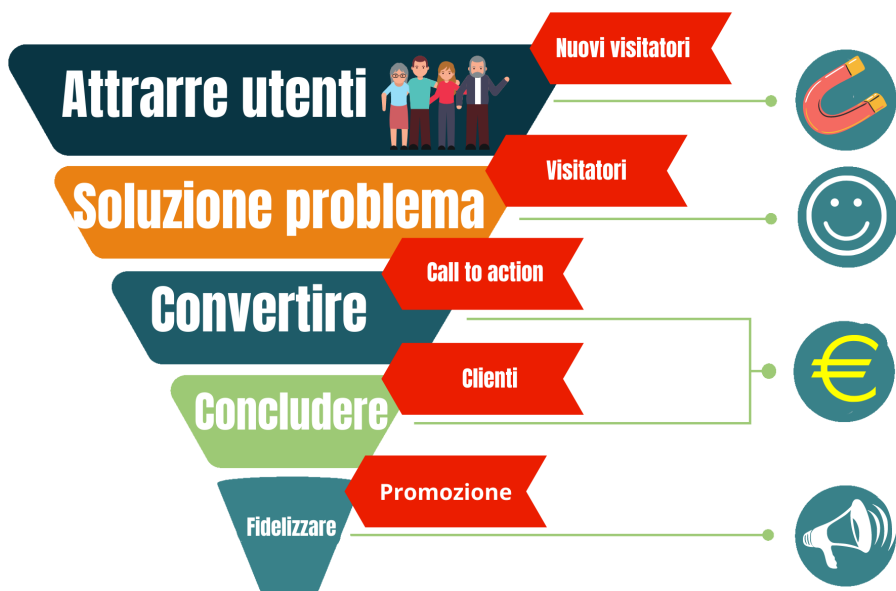 Attrarre utenti
Nuovi visitatori
Soluzione problema
Visitatori
Convertire
Call to action
Concludere
Clienti
Fidelizzare
Promozione
€